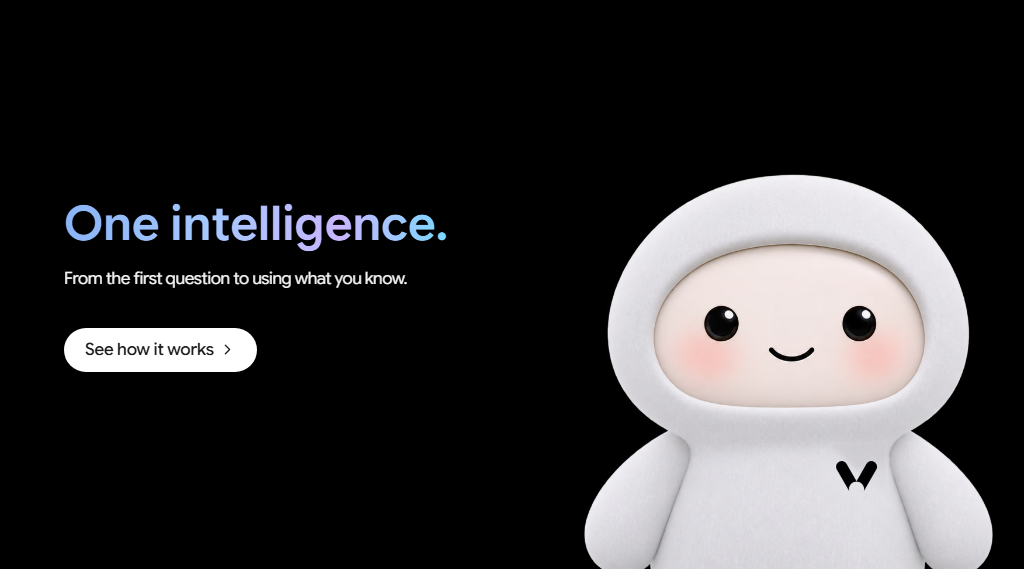 One intelligence.
From the first question to using what you know.
See how it works